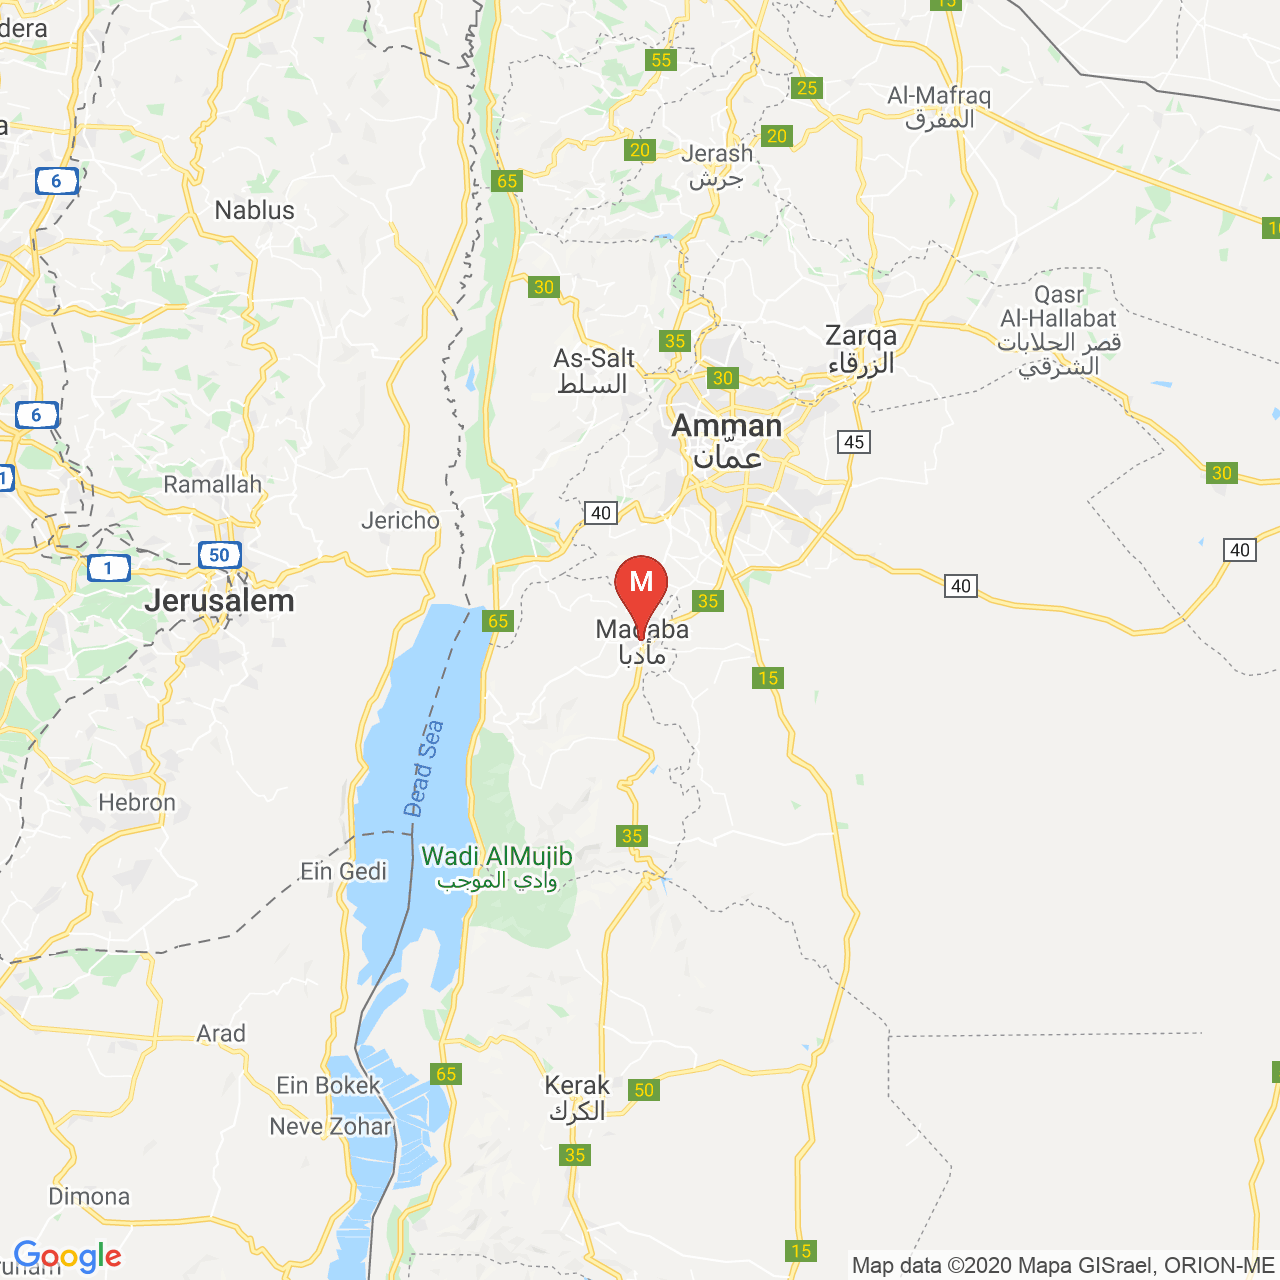 15
dera
55
25
Al-Mafraq
المفرق
20
20
Jerash
جرش
6
65
Nablus
10
30
Qasr
Al-Hallabat
قصر الحلابات
الشرقي
35
Zarqa
الزرقاء
As-Salt
السلط
30
6
Amman
عمّان
45
1
30
Ramallah
40
Jericho
40
50
1
40
Jerusalem
M
35
65
Madaba
مأدبا
15
Dead Sea
Hebron
35
Wadi AlMujib
وادي الموجب
Ein Gedi
Arad
65
Ein Bokek
Kerak
الكرك
50
Neve Zohar
35
Dimona
15
Google
Map data ©2020 Mapa GISrael, ORION-ME